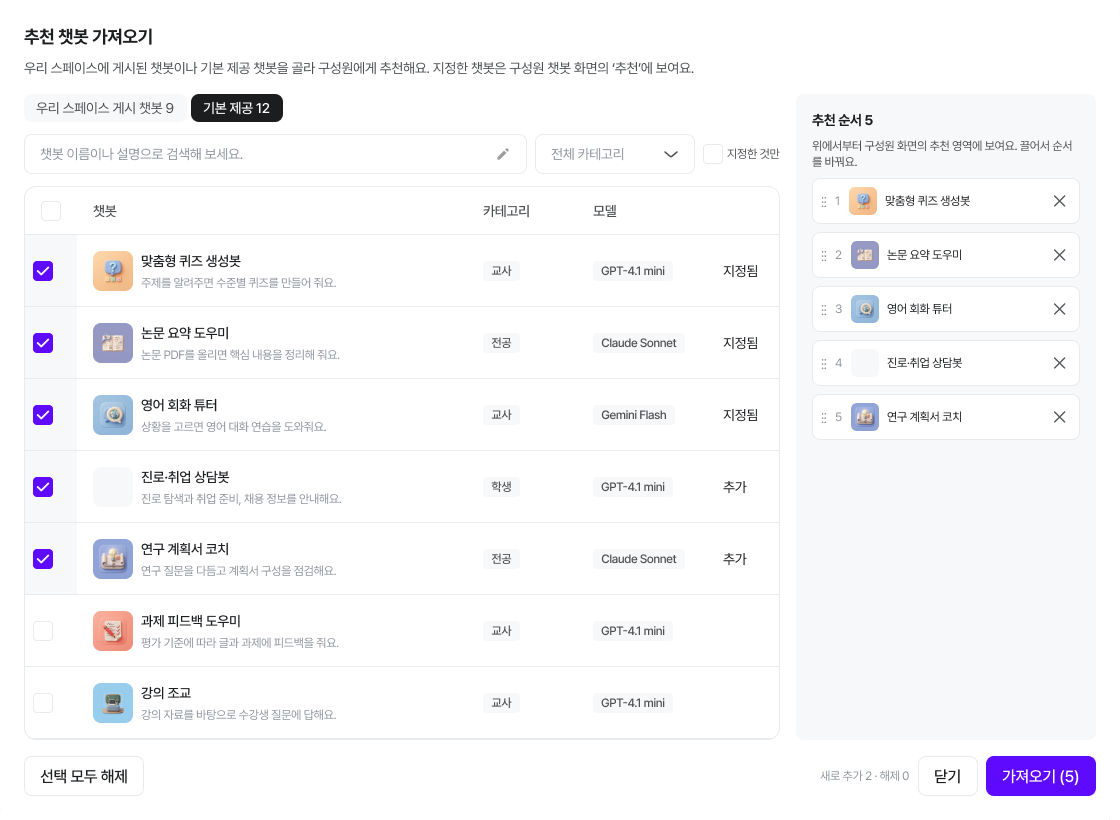 추천 챗봇 가져오기
우리 스페이스에 게시된 챗봇이나 기본 제공 챗봇을 골라 구성원에게 추천해요. 지정한 챗봇은 구성원 챗봇 화면의 ‘추천’에 보여요.
우리 스페이스 게시 챗봇 9
기본 제공 12
챗봇 이름이나 설명으로 검색해 보세요.
전체 카테고리
지정한 것만
챗봇
카테고리
모델
맞춤형 퀴즈 생성봇
주제를 알려주면 수준별 퀴즈를 만들어 줘요.
교사
GPT-4.1 mini
지정됨
논문 요약 도우미
논문 PDF를 올리면 핵심 내용을 정리해 줘요.
전공
Claude Sonnet
지정됨
영어 회화 튜터
상황을 고르면 영어 대화 연습을 도와줘요.
교사
Gemini Flash
지정됨
진로·취업 상담봇
진로 탐색과 취업 준비, 채용 정보를 안내해요.
학생
GPT-4.1 mini
추가
연구 계획서 코치
연구 질문을 다듬고 계획서 구성을 점검해요.
전공
Claude Sonnet
추가
과제 피드백 도우미
평가 기준에 따라 글과 과제에 피드백을 줘요.
교사
GPT-4.1 mini
강의 조교
강의 자료를 바탕으로 수강생 질문에 답해요.
교사
GPT-4.1 mini
추천 순서 5
위에서부터 구성원 화면의 추천 영역에 보여요. 끌어서 순서
를 바꿔요.
1 맞춤형 퀴즈 생성봇
2 논문 요약 도우미
3 영어 회화 튜터
4 진로·취업 상담봇
5 연구 계획서 코치
선택 모두 해제
새로 추가 2 · 해제 0
닫기
가져오기 (5)